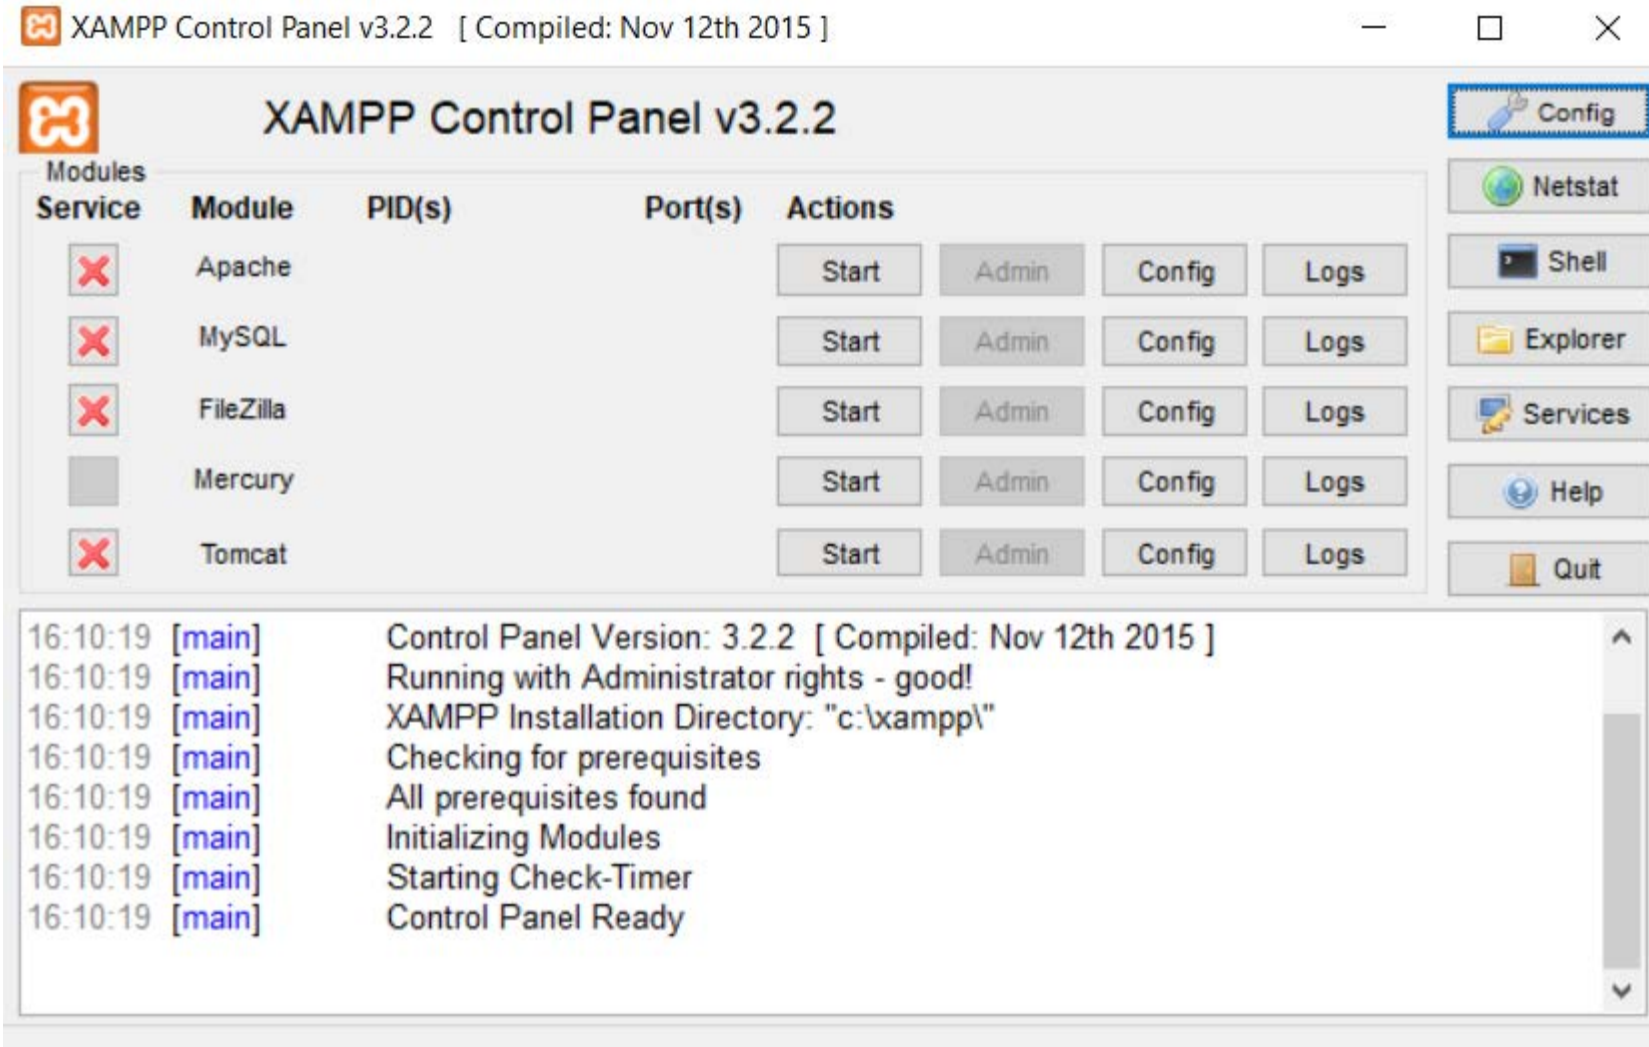 XAMPP Control Panel v3.2.2 [ Compiled: Nov 12th 2015 ]
XAMPP Control Panel v3.2.2
Config
Modules
Service Module PID(s) Port(s) Actions
Netstat
Apache Start Admin Config Logs
Shell
MySQL Start Admin Config Logs
Explorer
FileZilla Start Admin Config Logs
Services
Mercury Start Admin Config Logs
Help
Tomcat Start Admin Config Logs
Quit
16:10:19 [main] Control Panel Version: 3.2.2 [ Compiled: Nov 12th 2015 ]
16:10:19 [main] Running with Administrator rights - good!
16:10:19 [main] XAMPP Installation Directory: "c:\xampp\"
16:10:19 [main] Checking for prerequisites
16:10:19 [main] All prerequisites found
16:10:19 [main] Initializing Modules
16:10:19 [main] Starting Check-Timer
16:10:19 [main] Control Panel Ready